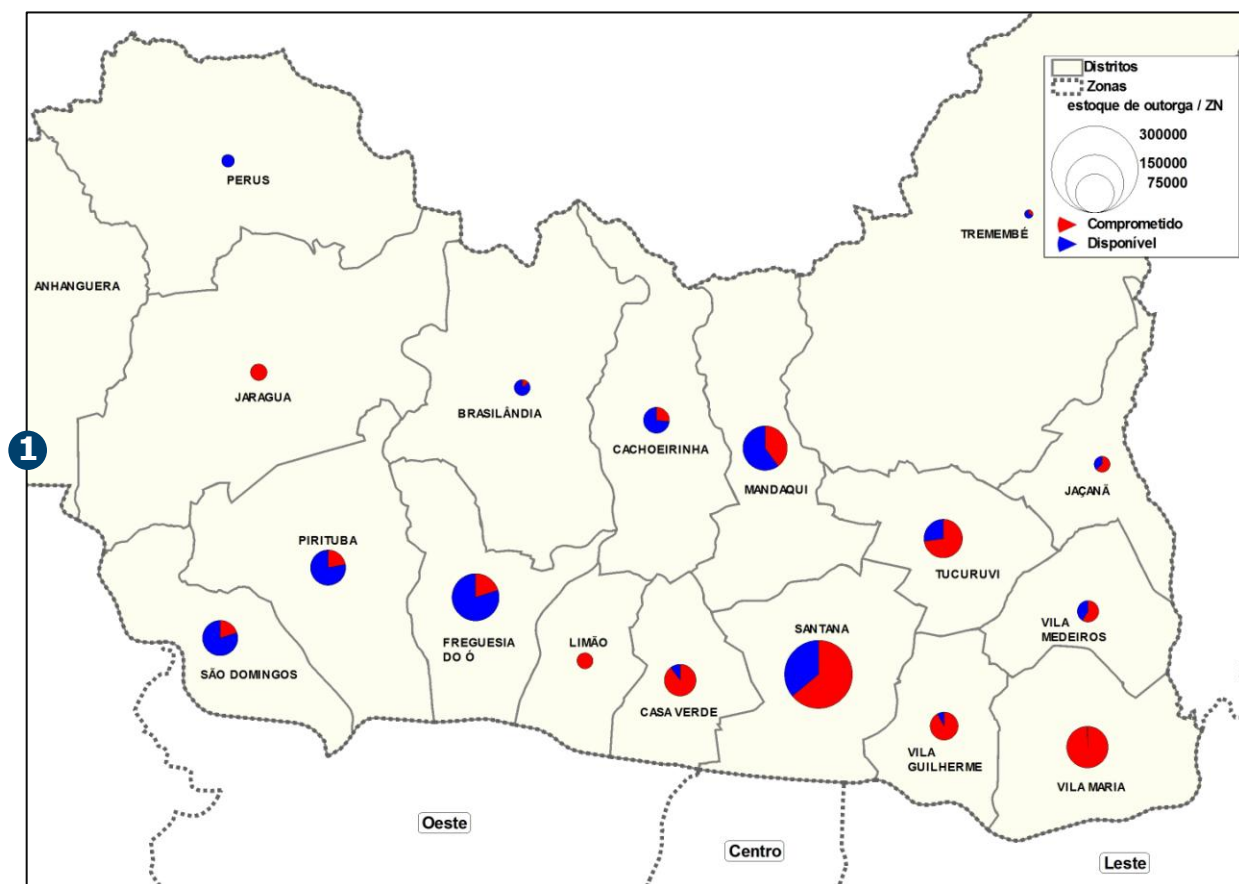 Distritos
Zonas
estoque de outorga / ZN
300000
150000
75000
Comprometido
Disponível
PERUS
TREMEMBÉ
ANHANGUERA
JARAGUA
BRASILÂNDIA
CACHOEIRINHA
MANDAQUI
JAÇANÃ
1
PIRITUBA
TUCURUVI
FREGUESIA
DO Ó
LIMÃO
SANTANA
VILA
MEDEIROS
SÃO DOMINGOS
CASA VERDE
VILA
GUILHERME
VILA MARIA
Oeste
Centro
Leste